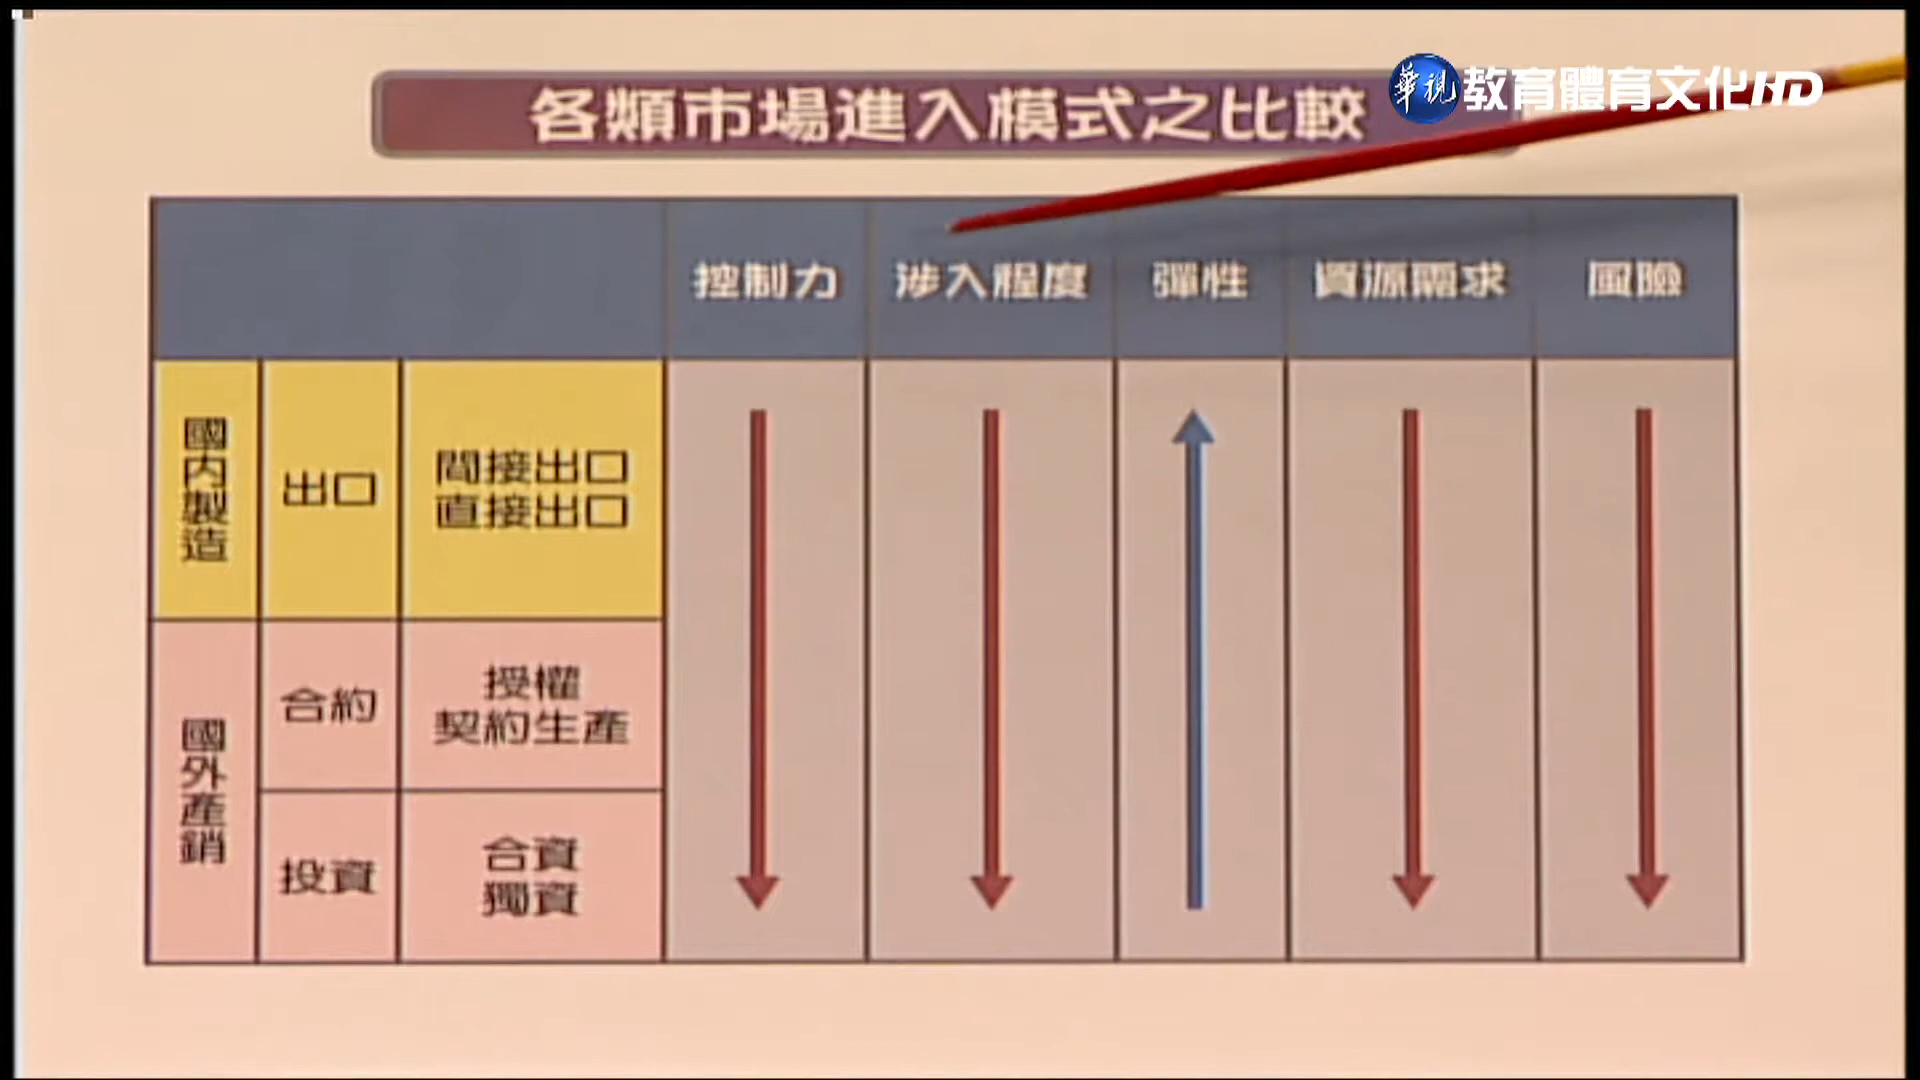 各類市場進入模式之比較
華視 教育體育文化HD
控制力 涉入程度 彈性 資源需求 風險
國內製造
出口
間接出口
直接出口
國外產銷
合約
授權
契約生產
投資
合資
獨資